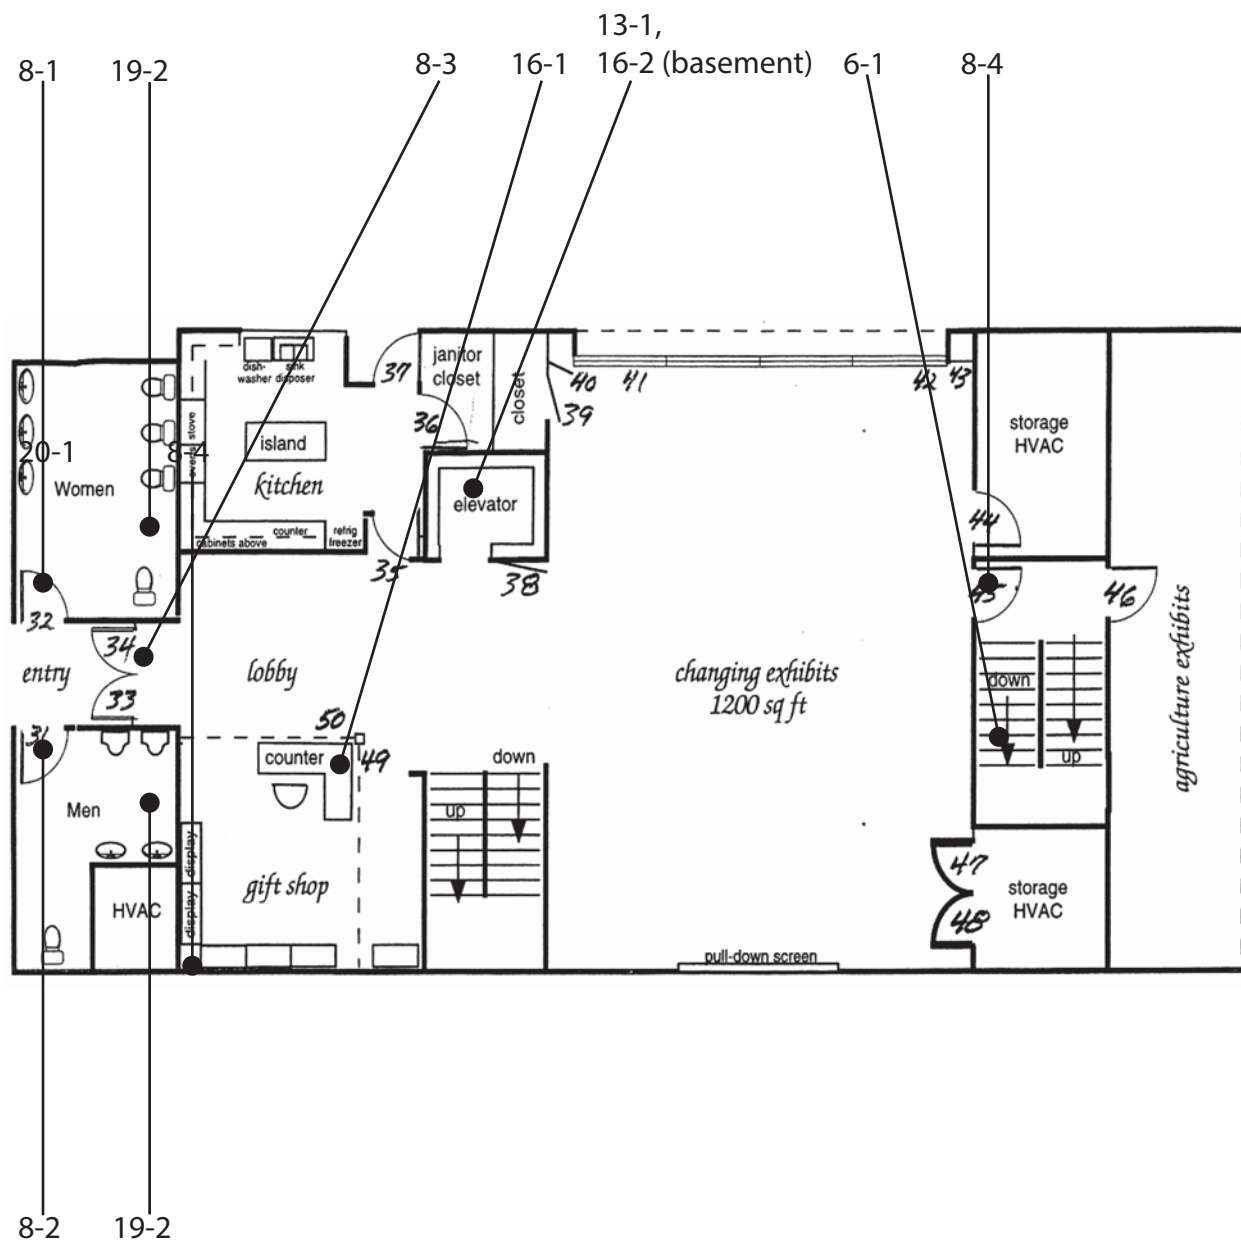 13-1,
8-1
19-2
8-3
16-1
16-2 (basement)
6-1
8-4
dish-
washer
sink
disposer
37
janitor
closet
closet
40
41
42
43
39
36
stove
ovens
island
kitchen
storage
HVAC
20-1
8-4
Women
elevator
counter
cabinets above
refrig
freezer
35
38
44
45
46
32
34
33
entry
lobby
changing exhibits
1200 sq ft
down
up
agriculture exhibits
31
50
49
counter
down
up
Men
display
display
gift shop
HVAC
47
48
storage
HVAC
pull-down screen
8-2
19-2